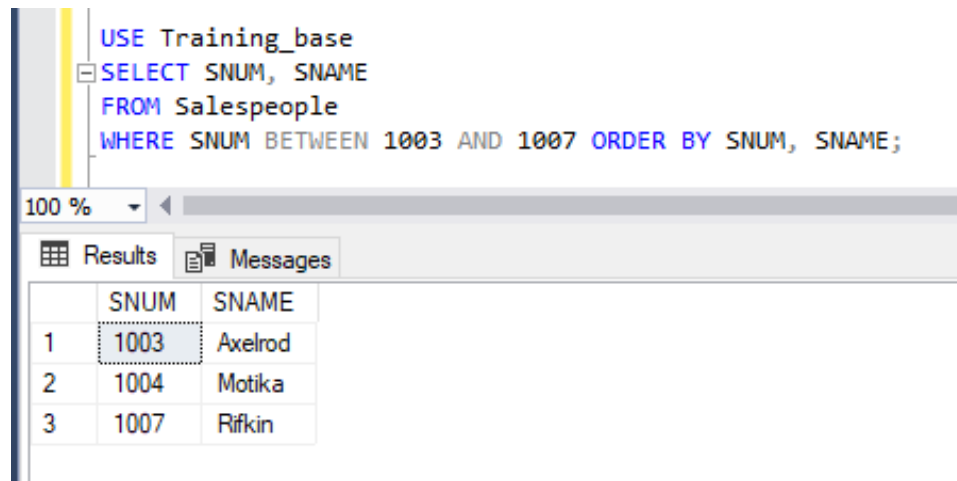 USE Training_base
SELECT SNUM, SNAME
FROM Salespeople
WHERE SNUM BETWEEN 1003 AND 1007 ORDER BY SNUM, SNAME;
100 %
Results Messages
SNUM SNAME
1 1003 Axelrod
2 1004 Motika
3 1007 Rifkin